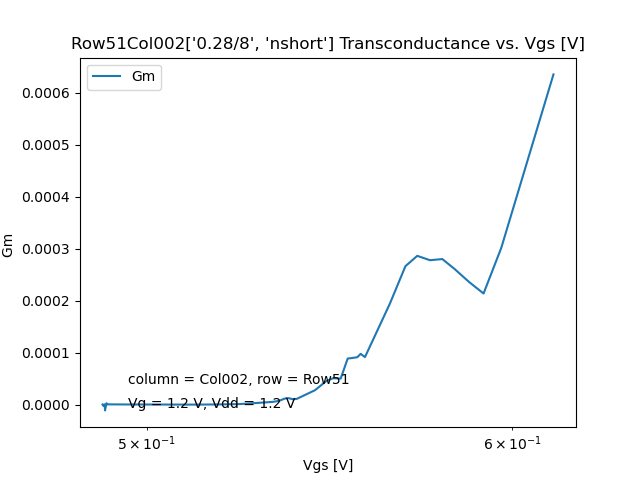 Row51Col002['0.28/8', 'nshort'] Transconductance vs. Vgs [V]
Gm
0.0006
0.0005
0.0004
0.0003
0.0002
0.0001
0.0000
Gm
column = Col002, row = Row51
Vg = 1.2 V, Vdd = 1.2 V
5 × 10⁻¹
6 × 10⁻¹
Vgs [V]